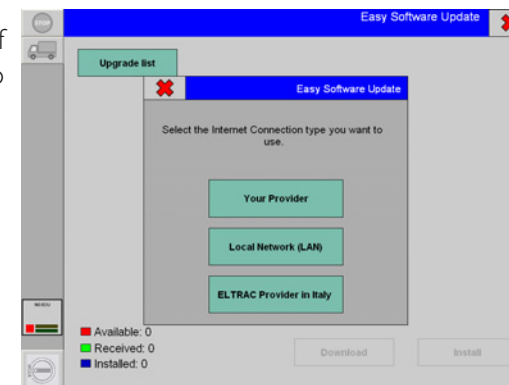 f
STOP
Easy Software Update
Upgrade list
Easy Software Update
Select the Internet Connection type you want to
use.
Your Provider
Local Network (LAN)
ELTRAC Provider in Italy
Available: 0
Received: 0
Installed: 0
Download
Install